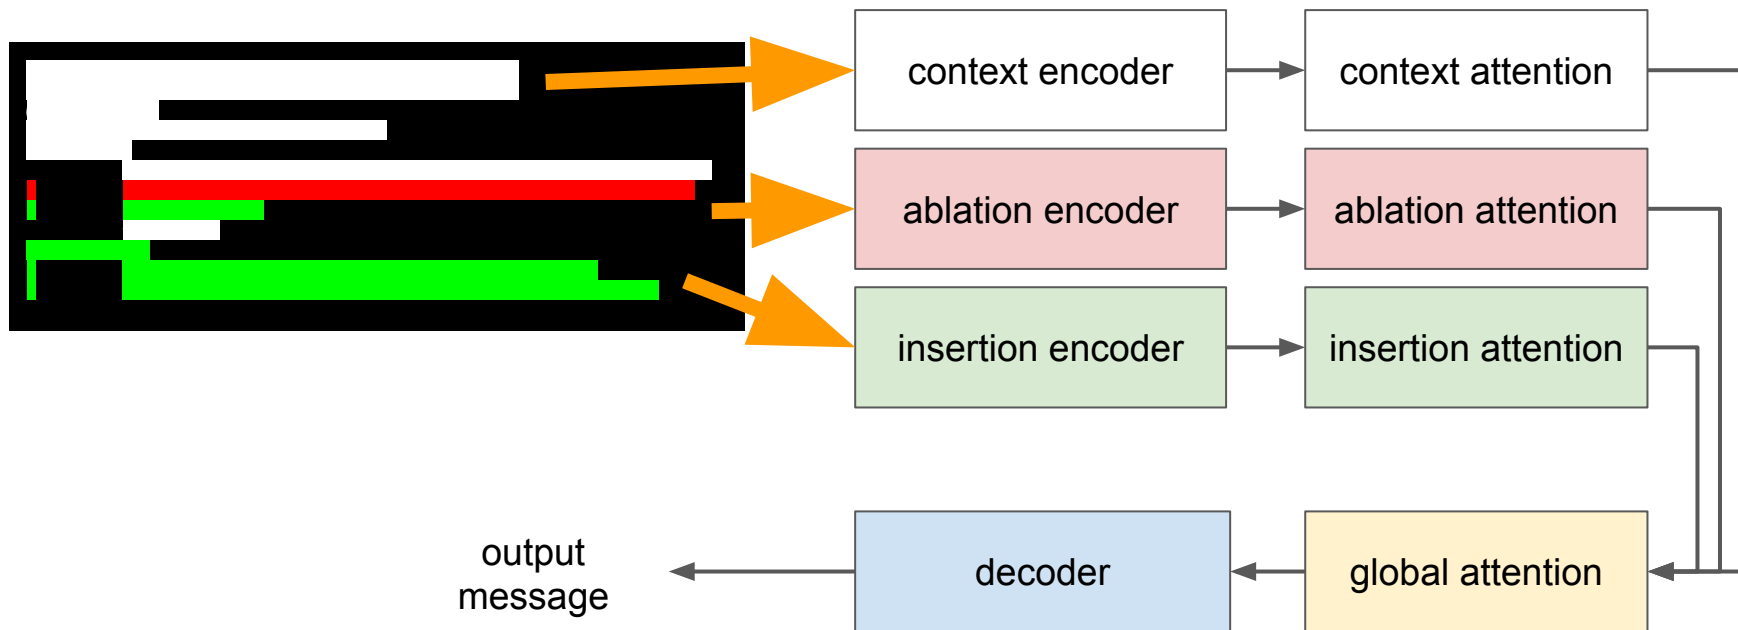 context encoder
context attention
ablation encoder
ablation attention
insertion encoder
insertion attention
output
message
decoder
global attention